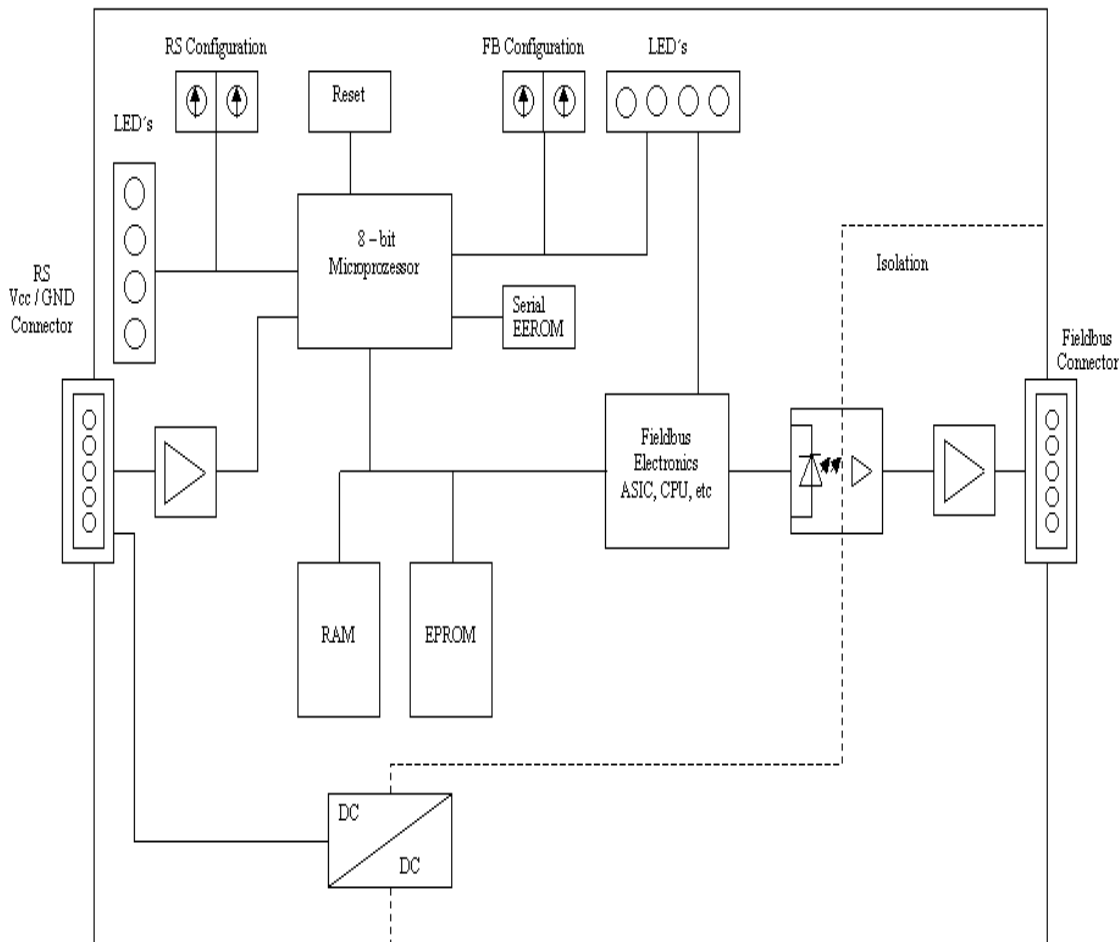 RS Configuration
FB Configuration
LED´s
Reset
LED´s
8 – bit
Microprozessor
Isolation
RS
Vcc / GND
Connector
Serial
EEROM
Fieldbus
Connector
Fieldbus
Electronics
ASIC, CPU, etc
RAM
EPROM
DC
DC